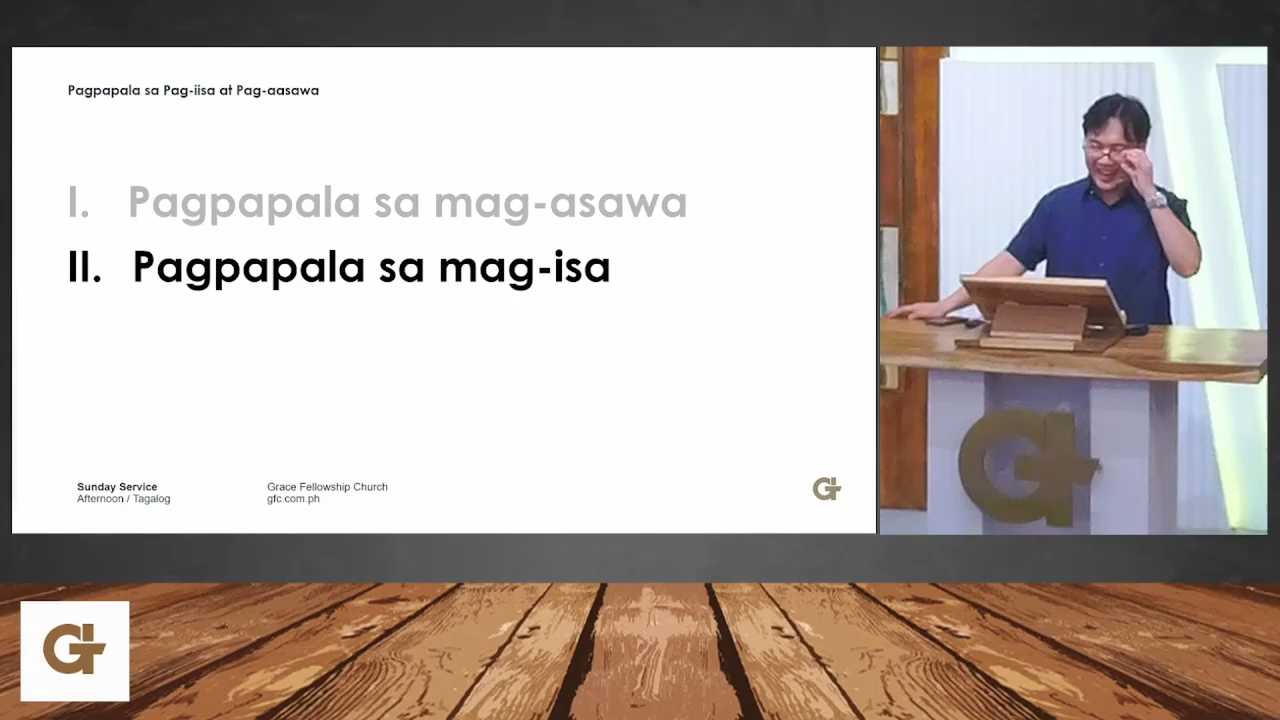 Pagpapala sa Pag-iisa at Pag-aasawa
I. Pagpapala sa mag-asawa
II. Pagpapala sa mag-isa
Sunday Service
Afternoon / Tagalog
Grace Fellowship Church
gfc.com.ph